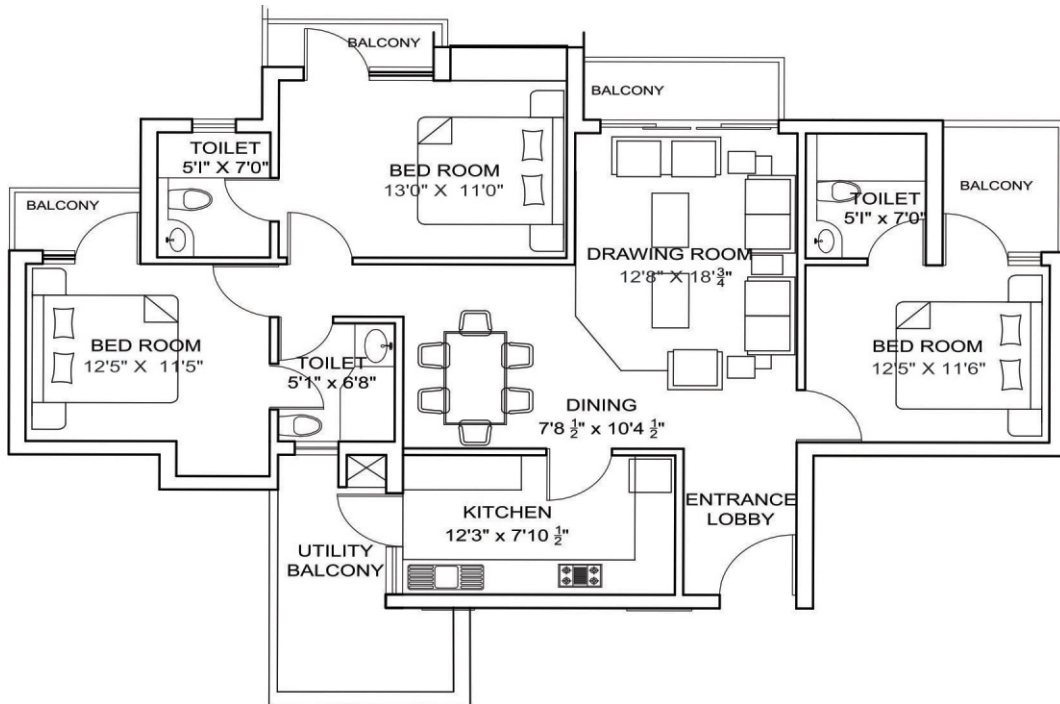 BALCONY
BALCONY
TOILET
5'1" X 7'0"
BED ROOM
13'0" X 11'0"
BALCONY
BALCONY
TOILET
5'1" x 7'0"
DRAWING ROOM
12'8" X 18'¾"
BED ROOM
12'5" X 11'5"
TOILET
5'1" x 6'8"
BED ROOM
12'5" X 11'6"
DINING
7'8 ½" x 10'4 ½"
KITCHEN
12'3" x 7'10 ½"
ENTRANCE
LOBBY
UTILITY
BALCONY